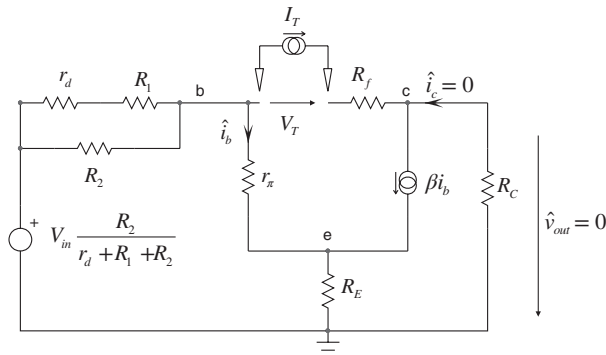 I_T
r_d R_1 b R_f c î_c = 0
V_T
î_b
R_2 r_π βi_b R_C
v̂_out = 0
+
V_in R_2 / (r_d + R_1 + R_2)
e
R_E